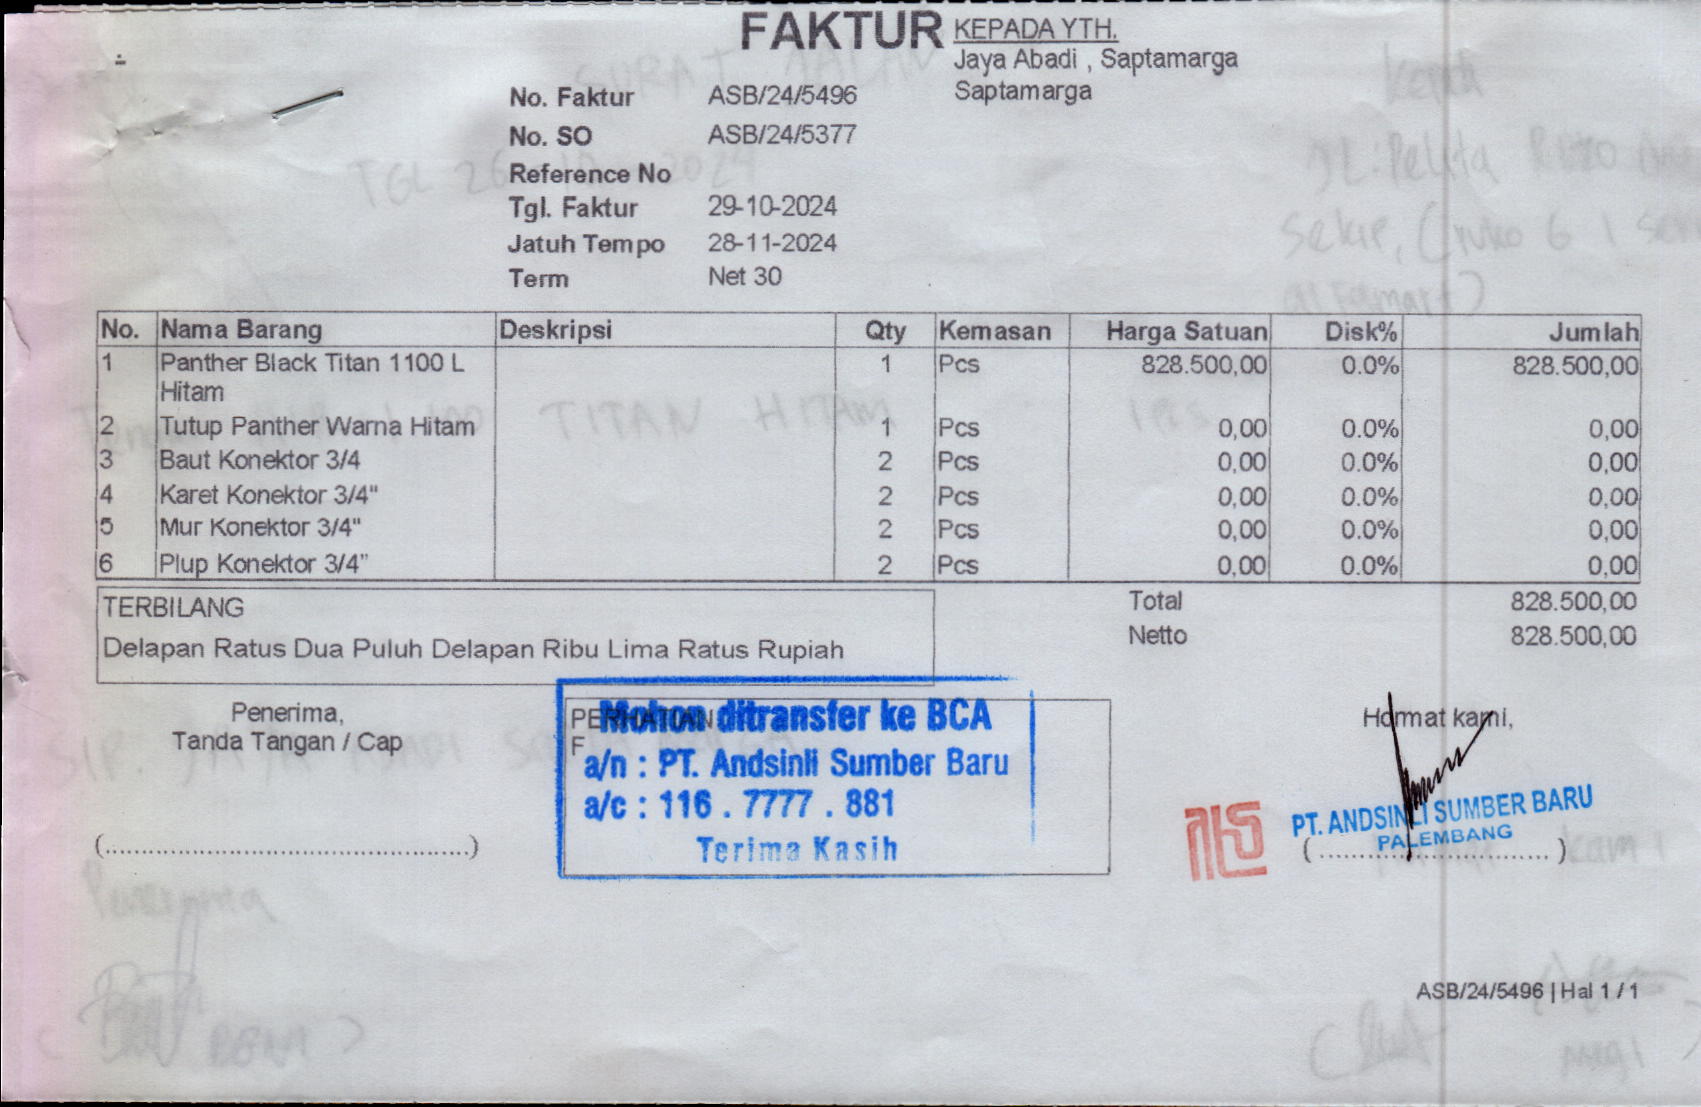 FAKTUR
KEPADA YTH.
Jaya Abadi , Saptamarga
Saptamarga
No. Faktur ASB/24/5496
No. SO ASB/24/5377
Reference No
Tgl. Faktur 29-10-2024
Jatuh Tempo 28-11-2024
Term Net 30
No. Nama Barang Deskripsi Qty Kemasan Harga Satuan Disk% Jumlah
1 Panther Black Titan 1100 L 1 Pcs 828.500,00 0.0% 828.500,00
Hitam
2 Tutup Panther Warna Hitam 1 Pcs 0,00 0.0% 0,00
3 Baut Konektor 3/4 2 Pcs 0,00 0.0% 0,00
4 Karet Konektor 3/4" 2 Pcs 0,00 0.0% 0,00
5 Mur Konektor 3/4" 2 Pcs 0,00 0.0% 0,00
6 Plup Konektor 3/4” 2 Pcs 0,00 0.0% 0,00
TERBILANG
Delapan Ratus Dua Puluh Delapan Ribu Lima Ratus Rupiah
Total 828.500,00
Netto 828.500,00
Penerima,
Tanda Tangan / Cap
(....................................................)
PERHATIAN
F
Mohon ditransfer ke BCA
a/n : PT. Andsinli Sumber Baru
a/c : 116 . 7777 . 881
Terima Kasih
Hormat kami,
PT. ANDSINLI SUMBER BARU
PALEMBANG
(.................................)
ASB/24/5496 | Hal 1 / 1
TGL 26
2024
TITAN HITAM
1 Pcs
kami